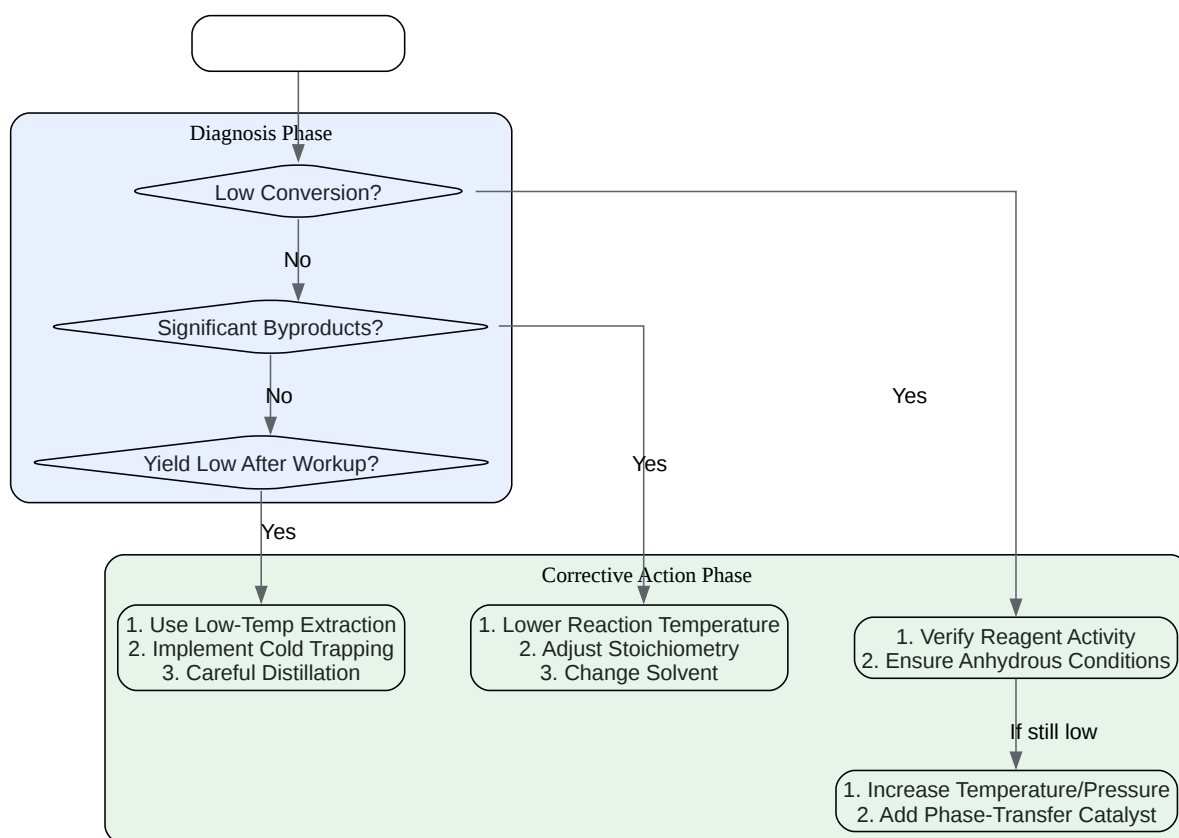 Diagnosis Phase
Low Conversion?
No
Significant Byproducts?
No
Yes
Yield Low After Workup?
Yes
Yes
Corrective Action Phase
1. Use Low-Temp Extraction
2. Implement Cold Trapping
3. Careful Distillation
1. Lower Reaction Temperature
2. Adjust Stoichiometry
3. Change Solvent
1. Verify Reagent Activity
2. Ensure Anhydrous Conditions
If still low
1. Increase Temperature/Pressure
2. Add Phase-Transfer Catalyst